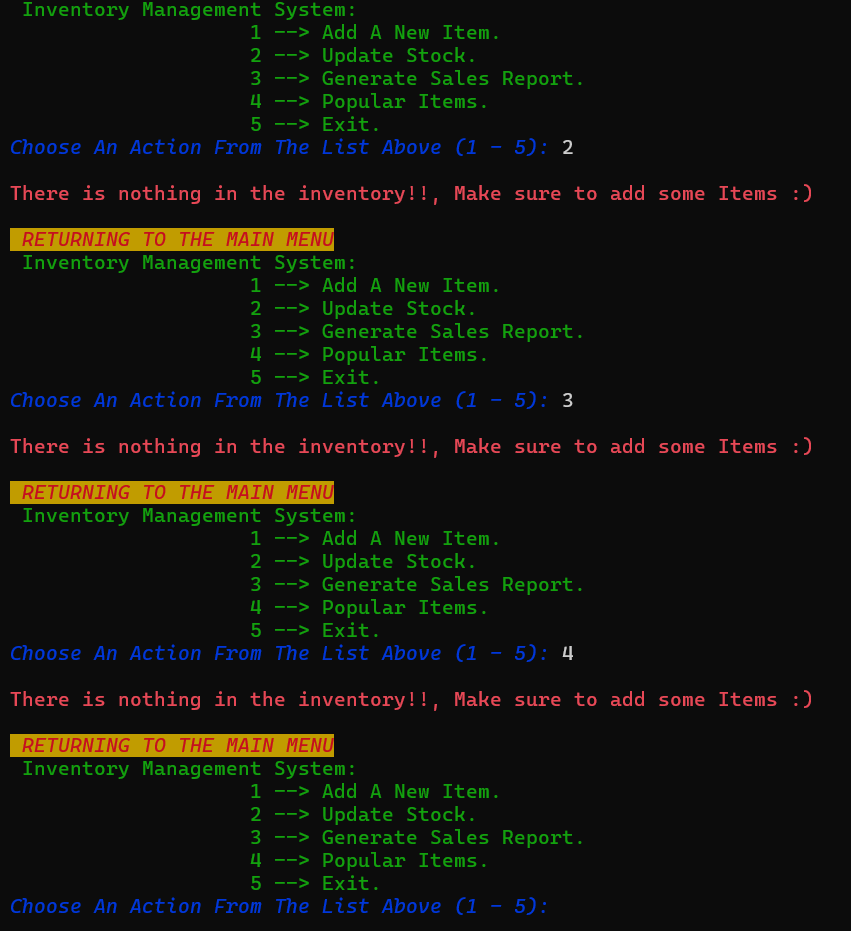 Inventory Management System:
1 --> Add A New Item.
2 --> Update Stock.
3 --> Generate Sales Report.
4 --> Popular Items.
5 --> Exit.
Choose An Action From The List Above (1 - 5): 2
There is nothing in the inventory!!, Make sure to add some Items :)
RETURNING TO THE MAIN MENU
Inventory Management System:
1 --> Add A New Item.
2 --> Update Stock.
3 --> Generate Sales Report.
4 --> Popular Items.
5 --> Exit.
Choose An Action From The List Above (1 - 5): 3
There is nothing in the inventory!!, Make sure to add some Items :)
RETURNING TO THE MAIN MENU
Inventory Management System:
1 --> Add A New Item.
2 --> Update Stock.
3 --> Generate Sales Report.
4 --> Popular Items.
5 --> Exit.
Choose An Action From The List Above (1 - 5): 4
There is nothing in the inventory!!, Make sure to add some Items :)
RETURNING TO THE MAIN MENU
Inventory Management System:
1 --> Add A New Item.
2 --> Update Stock.
3 --> Generate Sales Report.
4 --> Popular Items.
5 --> Exit.
Choose An Action From The List Above (1 - 5):